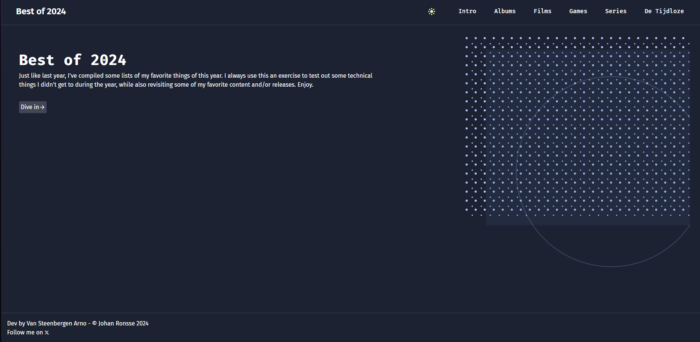 Best of 2024
Intro Albums Films Games Series De Tijdloze
Best of 2024
Just like last year, I've compiled some lists of my favorite things of this year. I always use this an exercise to test out some technical
things I didn't get to during the year, while also revisiting some of my favorite content and/or releases. Enjoy.
Dive in →
Dev by Van Steenbergen Arno - © Johan Ronsse 2024
Follow me on 𝕏